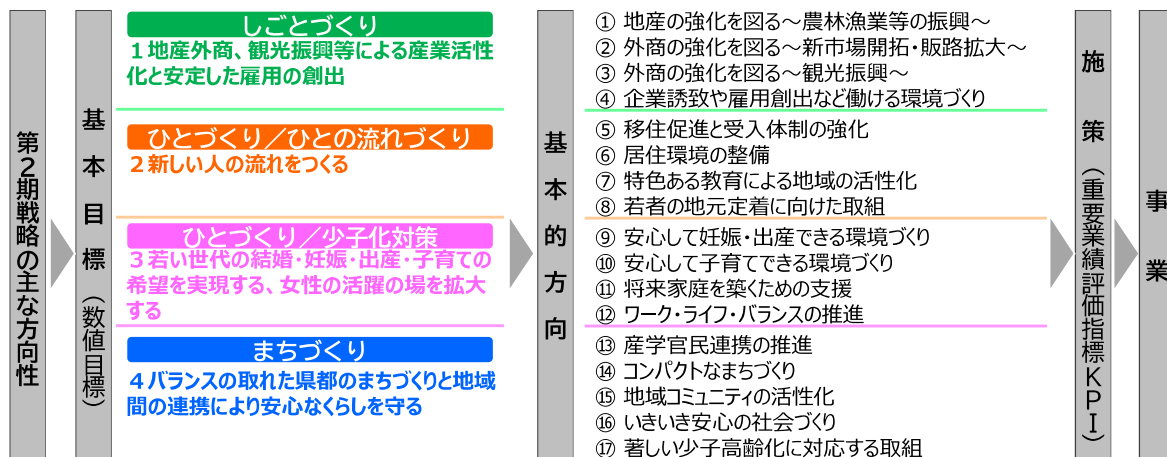 第2期戦略の主な方向性
基本目標（数値目標）
しごとづくり
1地産外商、観光振興等による産業活性
化と安定した雇用の創出
ひとづくり／ひとの流れづくり
2新しい人の流れをつくる
ひとづくり／少子化対策
3若い世代の結婚・妊娠・出産・子育ての
希望を実現する、女性の活躍の場を拡大
する
まちづくり
4バランスの取れた県都のまちづくりと地域
間の連携により安心なくらしを守る
基本的方向
① 地産の強化を図る～農林漁業等の振興～
② 外商の強化を図る～新市場開拓・販路拡大～
③ 外商の強化を図る～観光振興～
④ 企業誘致や雇用創出など働ける環境づくり
⑤ 移住促進と受入体制の強化
⑥ 居住環境の整備
⑦ 特色ある教育による地域の活性化
⑧ 若者の地元定着に向けた取組
⑨ 安心して妊娠・出産できる環境づくり
⑩ 安心して子育てできる環境づくり
⑪ 将来家庭を築くための支援
⑫ ワーク・ライフ・バランスの推進
⑬ 産学官民連携の推進
⑭ コンパクトなまちづくり
⑮ 地域コミュニティの活性化
⑯ いきいき安心の社会づくり
⑰ 著しい少子高齢化に対応する取組
施策（重要業績評価指標KPI）
事業